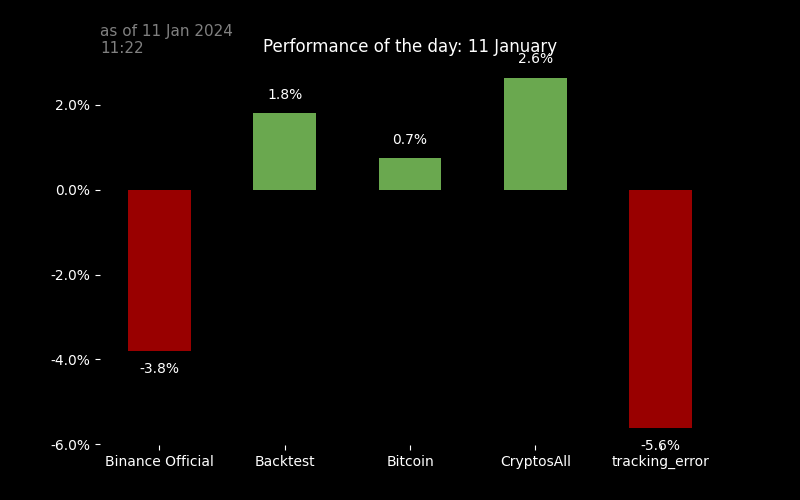 as of 11 Jan 2024
11:22
Performance of the day: 11 January
2.6%
2.0%
1.8%
0.7%
0.0%
-2.0%
-4.0%
-3.8%
-6.0%
-5.6%
Binance Official
Backtest
Bitcoin
CryptosAll
tracking_error